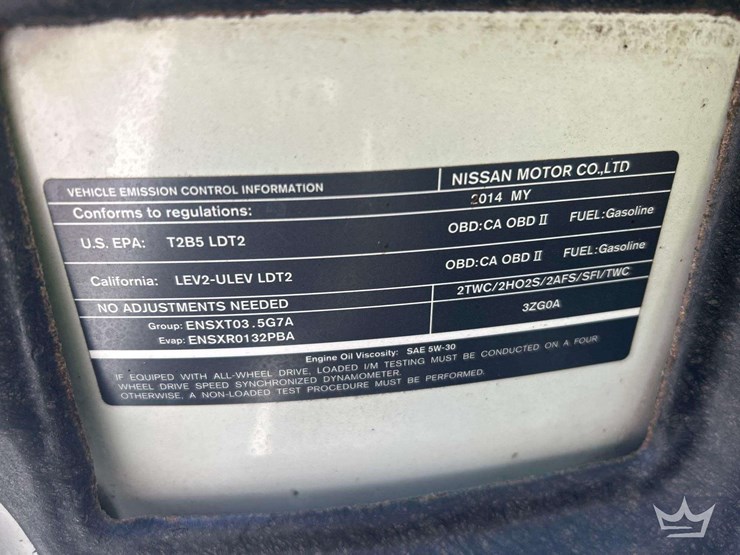 VEHICLE EMISSION CONTROL INFORMATION NISSAN MOTOR CO.,LTD
Conforms to regulations: 2014 MY
U.S. EPA: T2B5 LDT2 OBD:CA OBD II FUEL:Gasoline
California: LEV2-ULEV LDT2 OBD:CA OBD II FUEL:Gasoline
NO ADJUSTMENTS NEEDED 2TWC/2HO2S/2AFS/SFI/TWC
Group: ENSXT03.5G7A 3ZG0A
Evap: ENSXR0132PBA
Engine Oil Viscosity: SAE 5W-30
IF EQUIPED WITH ALL-WHEEL DRIVE, LOADED I/M TESTING MUST BE CONDUCTED ON A FOUR
WHEEL DRIVE SPEED SYNCHRONIZED DYNAMOMETER.
OTHERWISE, A NON-LOADED TEST PROCEDURE MUST BE PERFORMED.